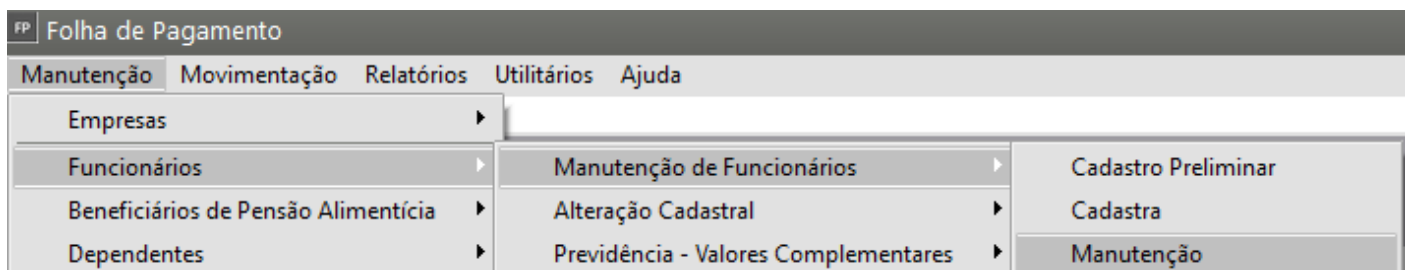 FP Folha de Pagamento
Manutenção Movimentação Relatórios Utilitários Ajuda
Empresas
Funcionários Manutenção de Funcionários Cadastro Preliminar
Beneficiários de Pensão Alimentícia Alteração Cadastral Cadastra
Dependentes Previdência - Valores Complementares Manutenção